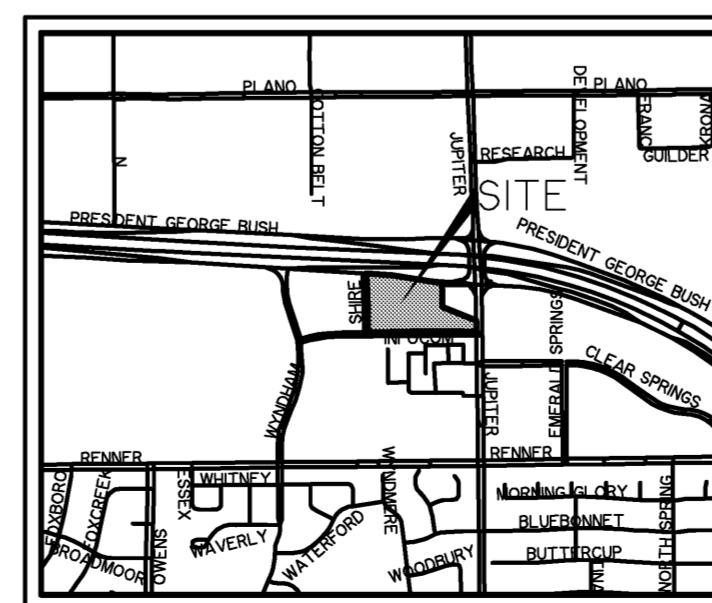 PLANO
PLANO
DEVELOPMENT
COTTON BELT
N
JUPITER
RESEARCH
GUILDER
SITE
PRESIDENT GEORGE BUSH
PRESIDENT GEORGE BUSH
SHIRE
INFOCOM
EMERALD SPRINGS
CLEAR SPRINGS
WYNDHAM
JUPITER
RENNER
RENNER
FOXBORO
FOXCREEK
ESSEX
WHITNEY
WINDMERE
MORNING GLORY
NORTH SPRING
BLUEBONNET
BUTTERCUP
OWENS
WAVERLY
WATERFORD
WOODBURY
BROADMOOR